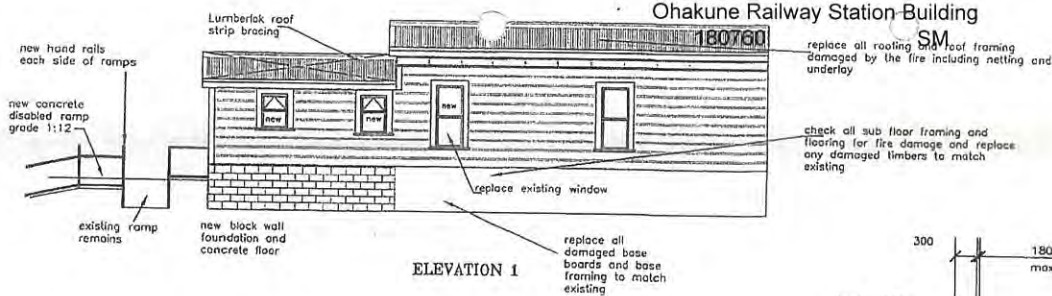 Ohakune Railway Station Building
180760
SM
Lumberlok roof
strip bracing
new hand rails
each side of ramps
replace all roofing and roof framing
damaged by the fire including netting and
underlay
new concrete
disabled ramp
grade 1:12
new
new
new
check all sub floor framing and
flooring for fire damage and replace
any damaged timbers to match
existing
replace existing window
existing ramp
remains
new block wall
foundation and
concrete floor
replace all
damaged base
boards and base
framing to match
existing
ELEVATION 1
300
180
max